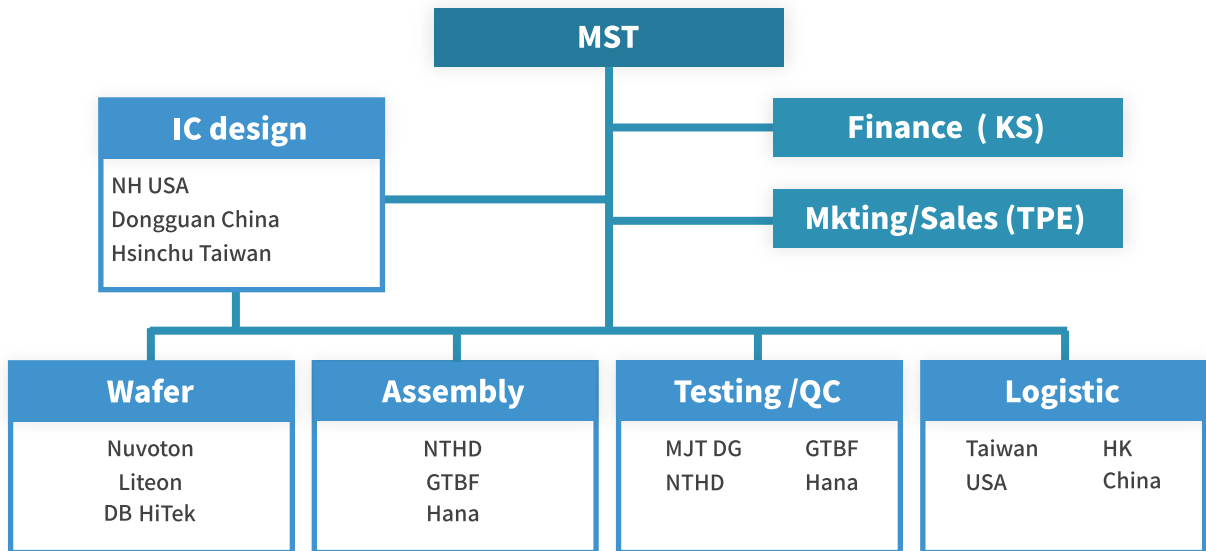 MST
IC design
NH USA
Dongguan China
Hsinchu Taiwan
Finance ( KS)
Mkting/Sales (TPE)
Wafer
Nuvoton
Liteon
DB HiTek
Assembly
NTHD
GTBF
Hana
Testing /QC
MJT DG GTBF
NTHD Hana
Logistic
Taiwan HK
USA China